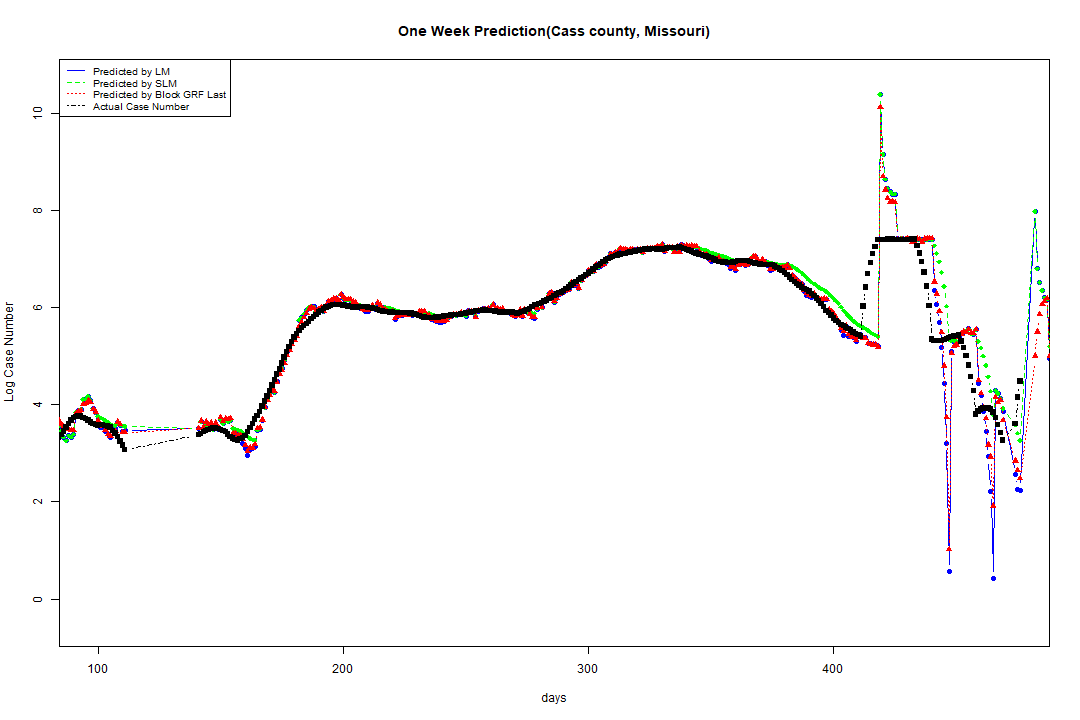 One Week Prediction(Cass county, Missouri)
Predicted by LM
Predicted by SLM
Predicted by Block GRF Last
Actual Case Number
Log Case Number
10
8
6
4
2
0
100 200 300 400
days